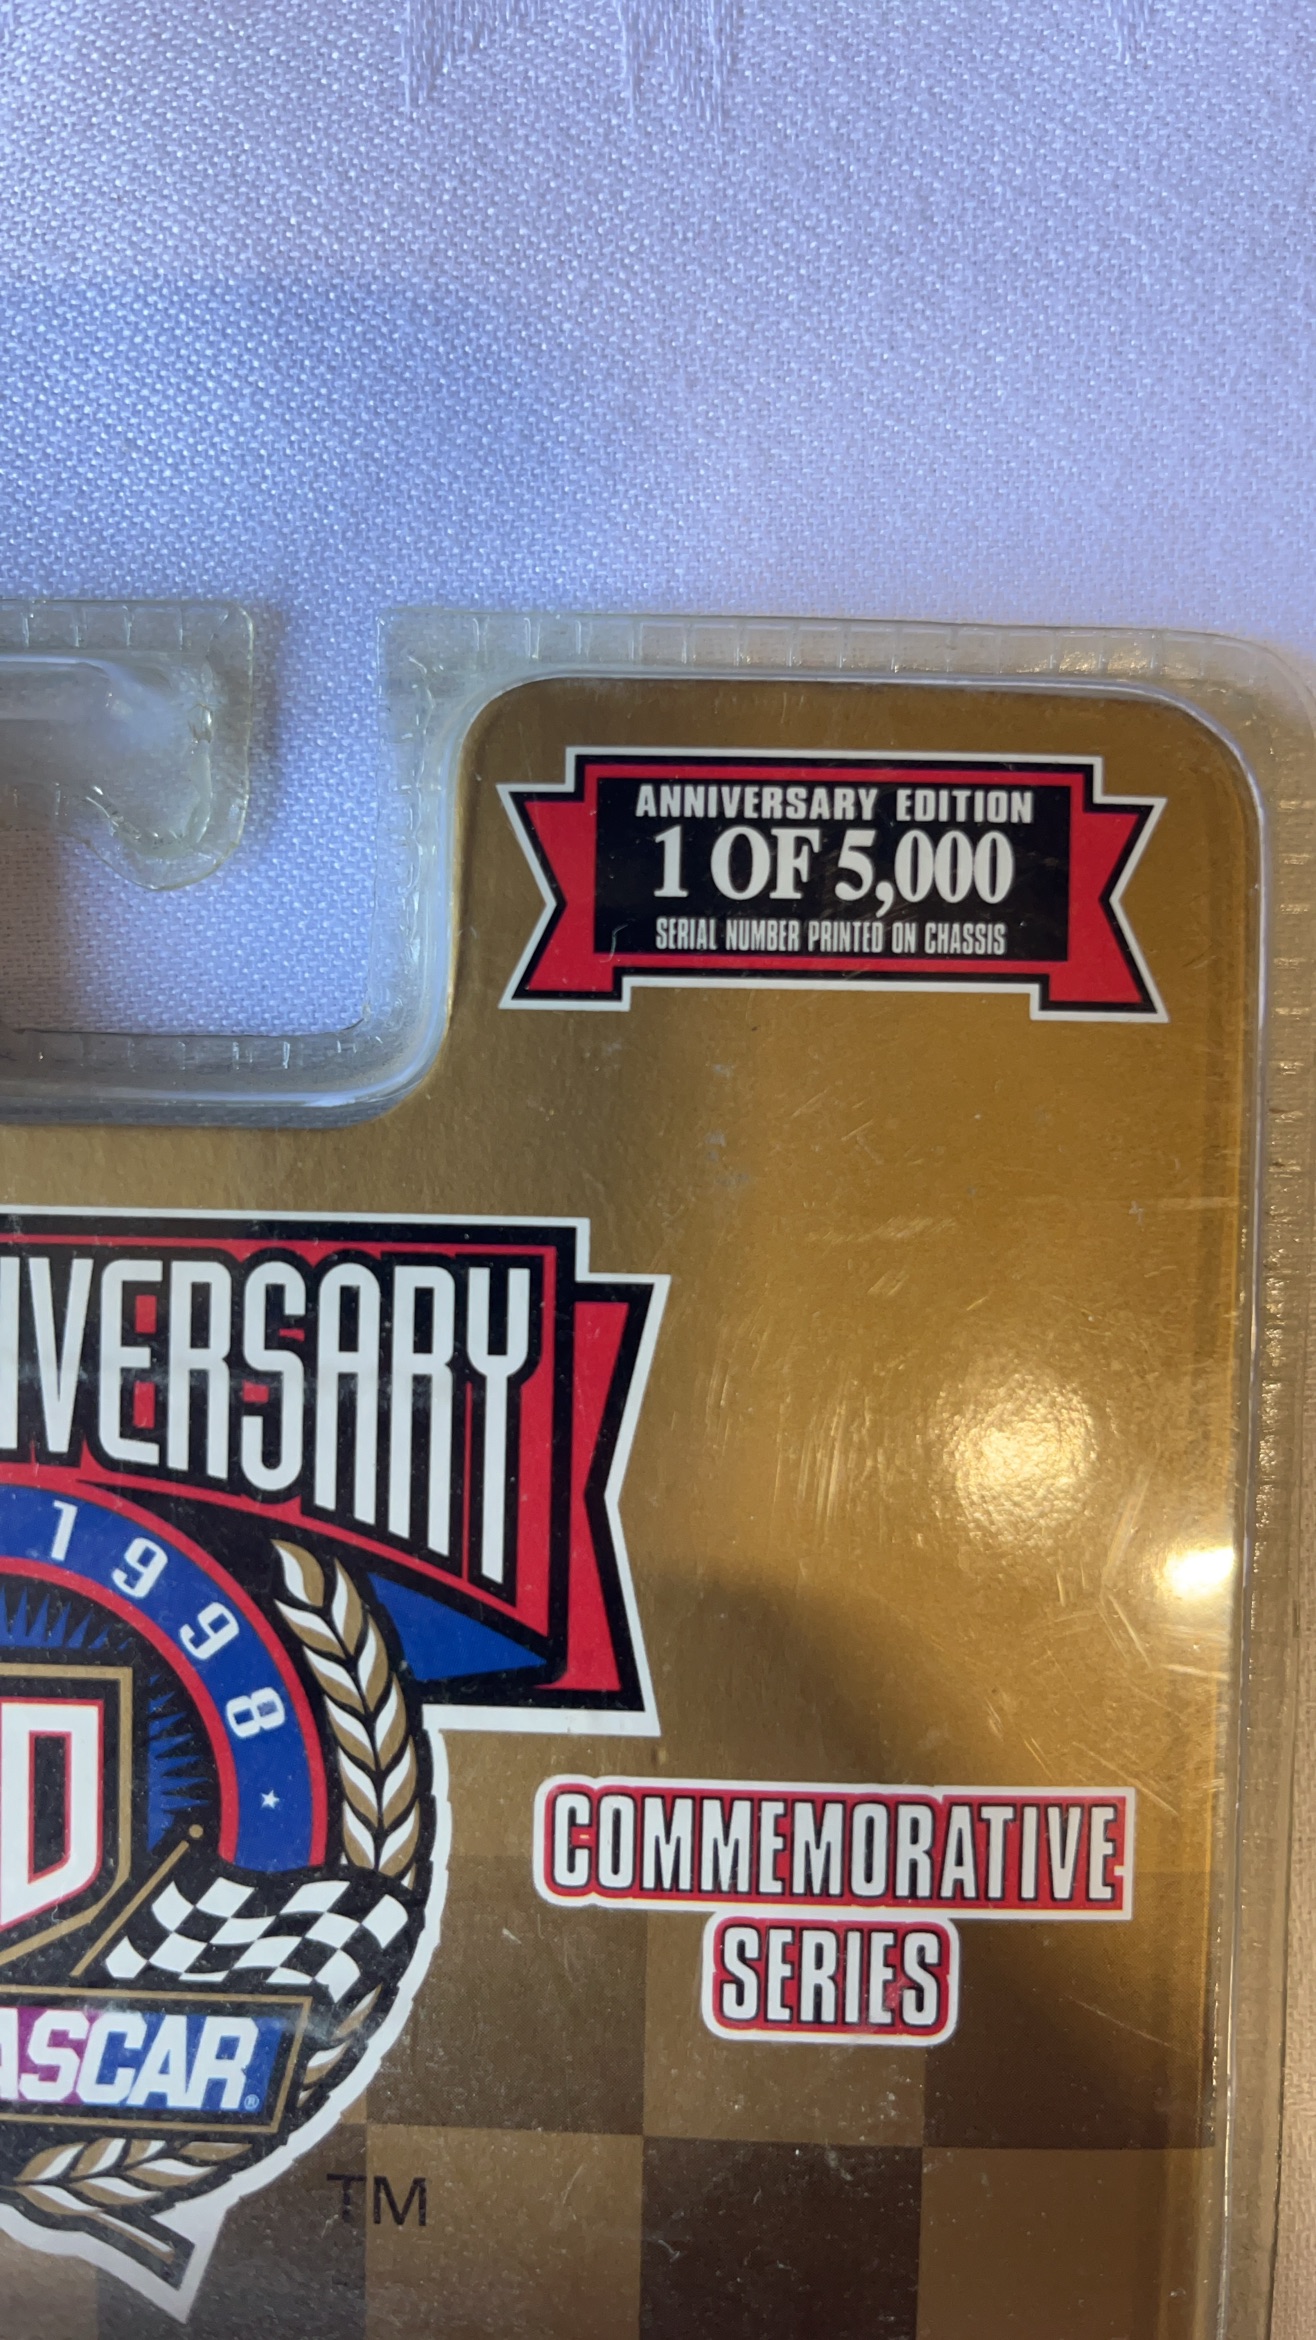 ANNIVERSARY EDITION
1 OF 5,000
SERIAL NUMBER PRINTED ON CHASSIS
IVERSARY
1998
COMMEMORATIVE
SERIES
ASCAR®
TM